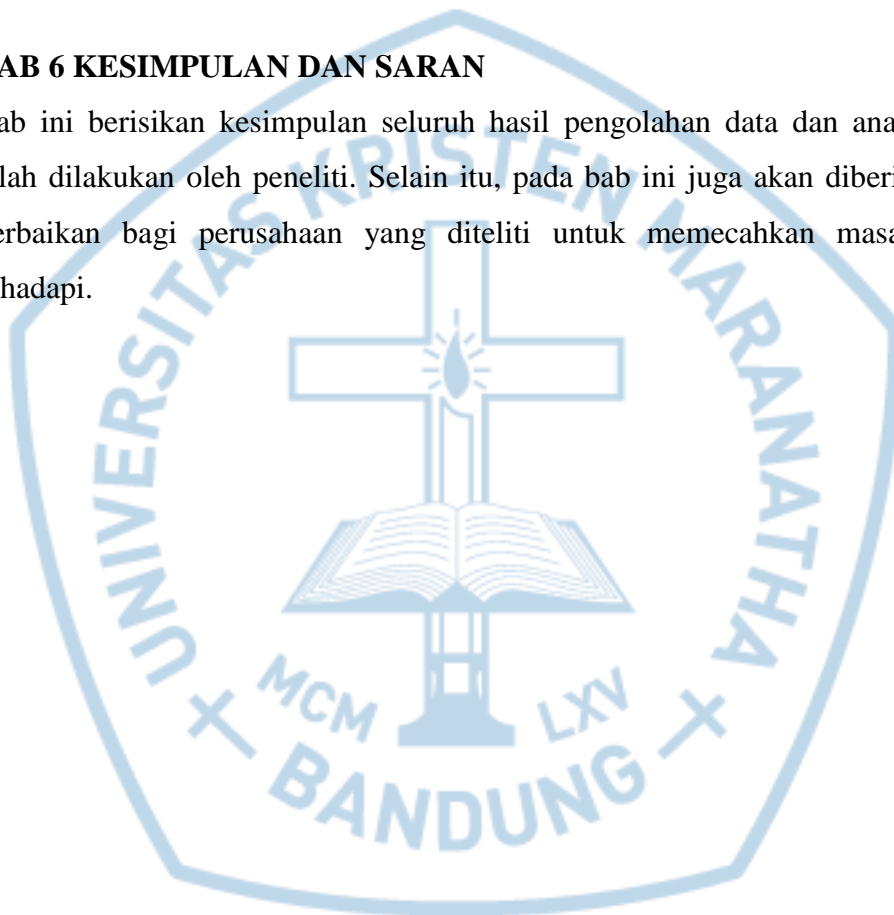 AB 6 KESIMPULAN DAN SARAN
ab ini berisikan kesimpulan seluruh hasil pengolahan data dan ana
lah dilakukan oleh peneliti. Selain itu, pada bab ini juga akan diberi
erbaikan bagi perusahaan yang diteliti untuk memecahkan masa
hadapi.
UNIVERSITAS KRISTEN MARANATHA
MCM LXV
BANDUNG